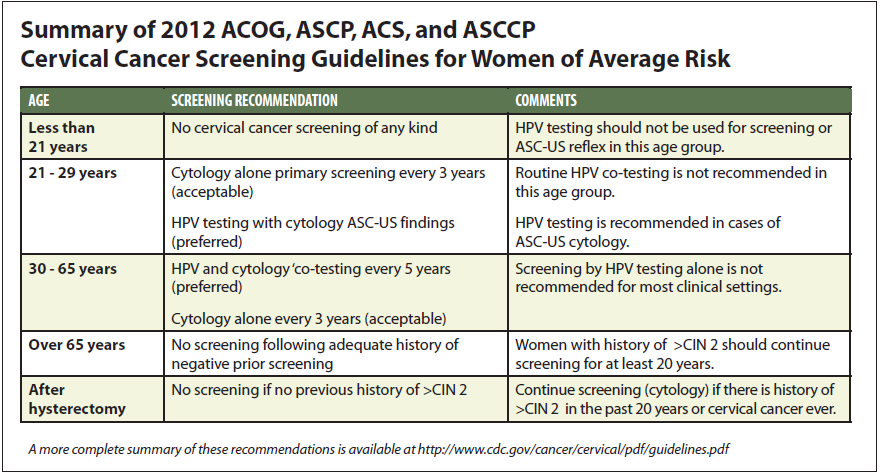 Summary of 2012 ACOG, ASCP, ACS, and ASCCP
Cervical Cancer Screening Guidelines for Women of Average Risk
AGE
SCREENING RECOMMENDATION
COMMENTS
Less than
21 years
No cervical cancer screening of any kind
HPV testing should not be used for screening or
ASC-US reflex in this age group.
21 - 29 years
Cytology alone primary screening every 3 years
(acceptable)
HPV testing with cytology ASC-US findings
(preferred)
Routine HPV co-testing is not recommended in
this age group.
HPV testing is recommended in cases of
ASC-US cytology.
30 - 65 years
HPV and cytology ‘co-testing every 5 years
(preferred)
Cytology alone every 3 years (acceptable)
Screening by HPV testing alone is not
recommended for most clinical settings.
Over 65 years
No screening following adequate history of
negative prior screening
Women with history of >CIN 2 should continue
screening for at least 20 years.
After
hysterectomy
No screening if no previous history of >CIN 2
Continue screening (cytology) if there is history of
>CIN 2 in the past 20 years or cervical cancer ever.
A more complete summary of these recommendations is available at http://www.cdc.gov/cancer/cervical/pdf/guidelines.pdf